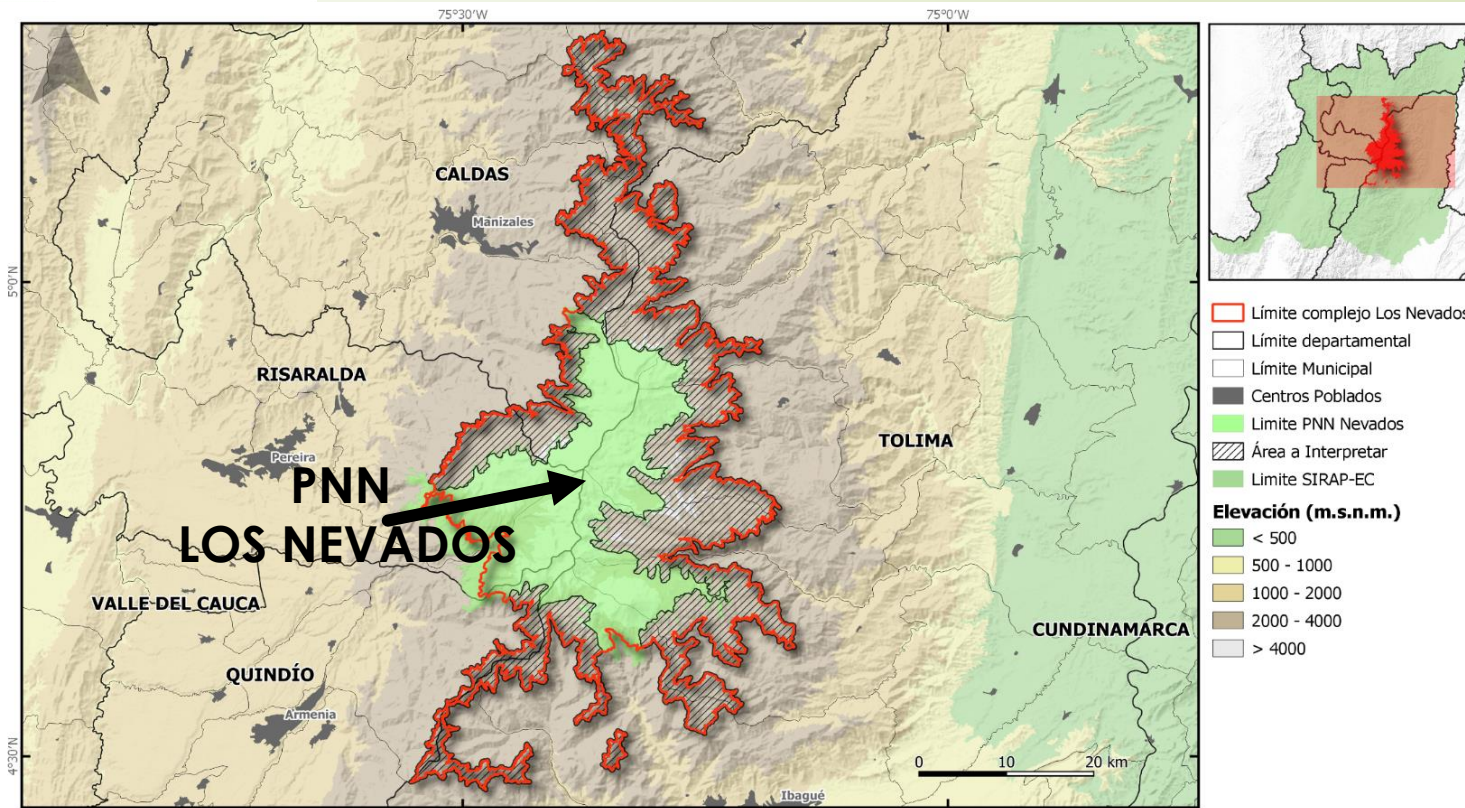 75°30'W
75°0'W
5°0'N
4°30'N
CALDAS
Manizales
RISARALDA
Pereira
PNN
LOS NEVADOS
TOLIMA
VALLE DEL CAUCA
CUNDINAMARCA
QUINDÍO
Armenia
Ibagué
0 10 20 km
Límite complejo Los Nevados
Límite departamental
Límite Municipal
Centros Poblados
Limite PNN Nevados
Área a Interpretar
Limite SIRAP-EC
Elevación (m.s.n.m.)
< 500
500 - 1000
1000 - 2000
2000 - 4000
> 4000